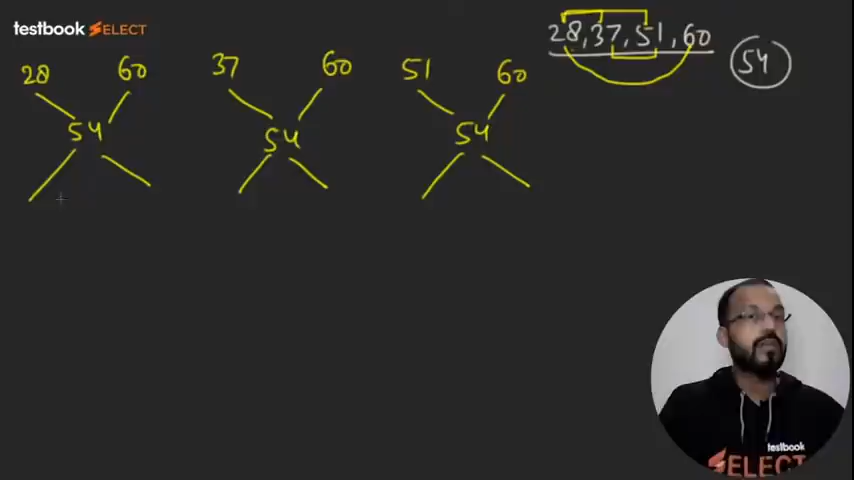 testbook SELECT
28, 37, 51, 60
54
28 60
54
37 60
54
51 60
54
testbook
SELECT